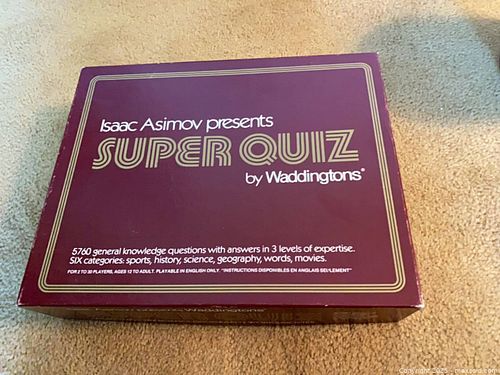 Isaac Asimov presents
SUPER QUIZ
by Waddingtons®
5760 general knowledge questions with answers in 3 levels of expertise.
SIX categories: sports, history, science, geography, words, movies.
FOR 2 TO 30 PLAYERS, AGES 12 TO ADULT. PLAYABLE IN ENGLISH ONLY. "INSTRUCTIONS DISPONIBLES EN ANGLAIS SEULEMENT"
by Waddingtons®